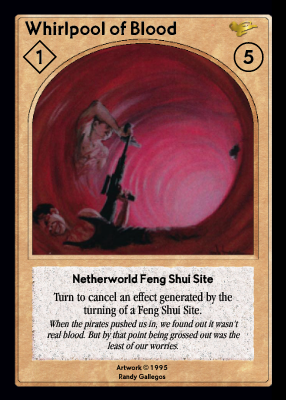 Whirlpool of Blood
1
5
Netherworld Feng Shui Site
Turn to cancel an effect generated by the
turning of a Feng Shui Site.
When the pirates pushed us in, we found out it wasn't
real blood. But by that point being grossed out was the
least of our worries.
Artwork © 1995
Randy Gallegos